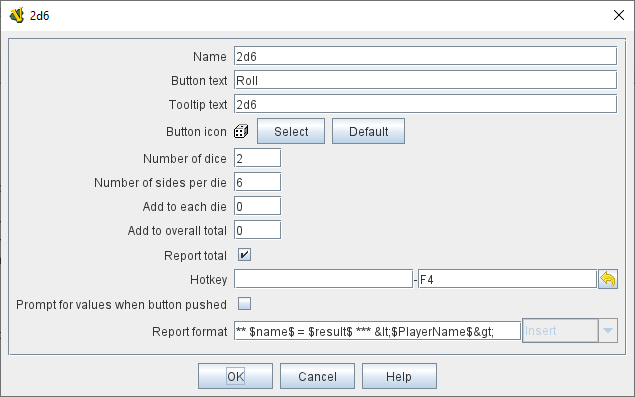 2d6
Name 2d6
Button text Roll
Tooltip text 2d6
Button icon Select Default
Number of dice 2
Number of sides per die 6
Add to each die 0
Add to overall total 0
Report total
Hotkey - F4
Prompt for values when button pushed
Report format ** $name$ = $result$ *** &lt;$PlayerName$&gt; Insert
OK Cancel Help